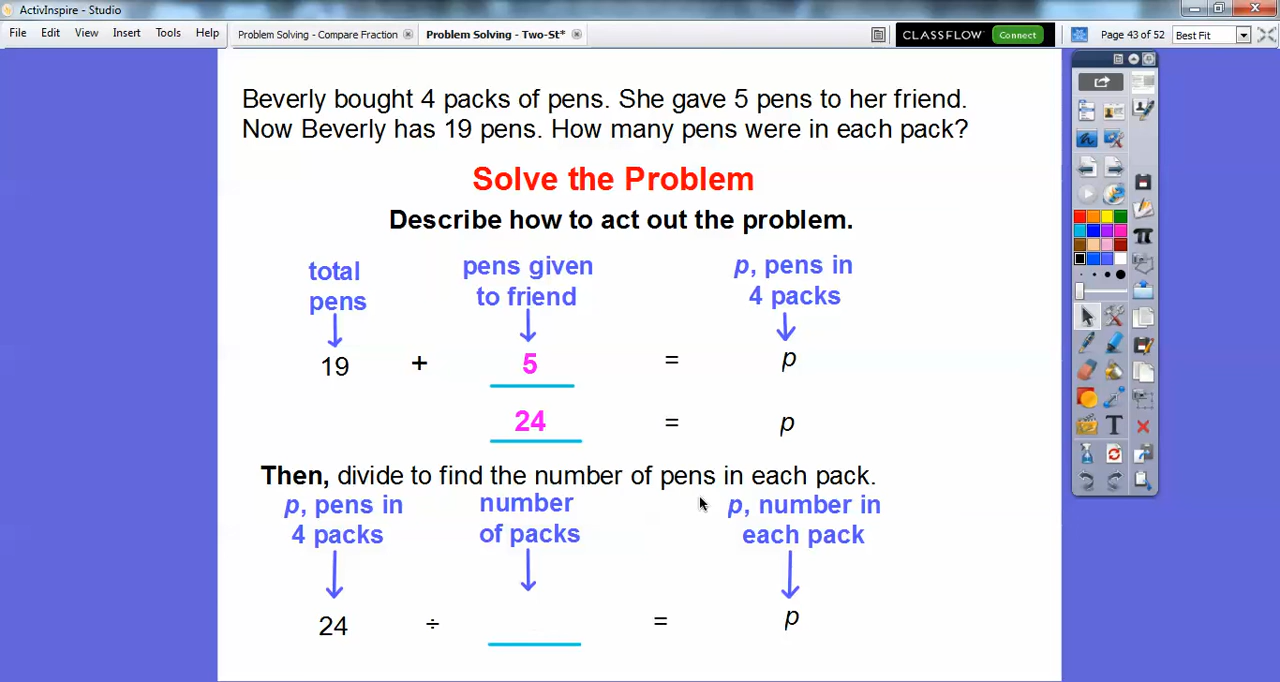 ActivInspire - Studio
File Edit View Insert Tools Help
Problem Solving - Compare Fraction
Problem Solving - Two-St*
CLASSFLOW Connect
Page 43 of 52
Best Fit
Beverly bought 4 packs of pens. She gave 5 pens to her friend.
Now Beverly has 19 pens. How many pens were in each pack?
Solve the Problem
Describe how to act out the problem.
total
pens
pens given
to friend
p, pens in
4 packs
19 + 5 = p
24 = p
Then, divide to find the number of pens in each pack.
p, pens in
4 packs
number
of packs
p, number in
each pack
24 ÷ = p